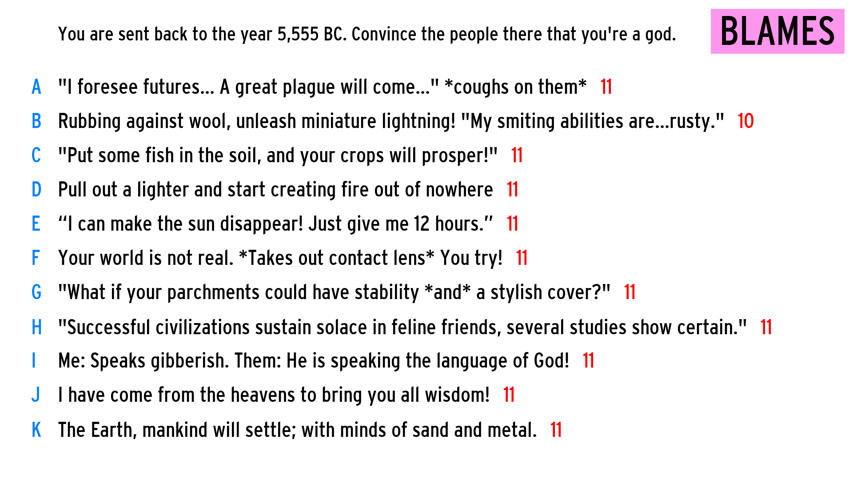 You are sent back to the year 5,555 BC. Convince the people there that you're a god.
BLAMES
A "I foresee futures... A great plague will come..." *coughs on them* 11
B Rubbing against wool, unleash miniature lightning! "My smiting abilities are...rusty." 10
C "Put some fish in the soil, and your crops will prosper!" 11
D Pull out a lighter and start creating fire out of nowhere 11
E “I can make the sun disappear! Just give me 12 hours.” 11
F Your world is not real. *Takes out contact lens* You try! 11
G "What if your parchments could have stability *and* a stylish cover?" 11
H "Successful civilizations sustain solace in feline friends, several studies show certain." 11
I Me: Speaks gibberish. Them: He is speaking the language of God! 11
J I have come from the heavens to bring you all wisdom! 11
K The Earth, mankind will settle; with minds of sand and metal. 11